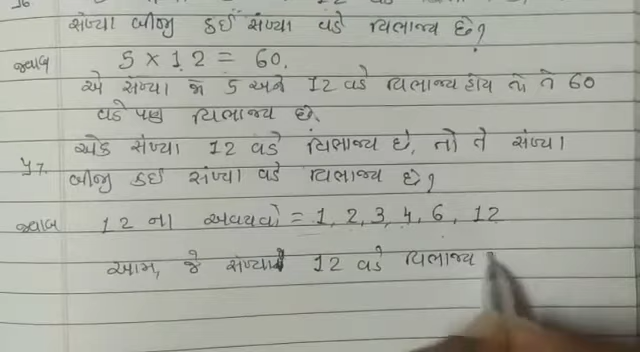 સંખ્યા બીજી કઈ સંખ્યા વડે વિભાજ્ય છે?
જવાબ 5 × 12 = 60.
એ સંખ્યા જે 5 અને 12 વડે વિભાજ્ય હોય તો તે 60
વડે પણ વિભાજ્ય છે.
એક સંખ્યા 12 વડે વિભાજ્ય છે, તો તે સંખ્યા
પ્ર7. બીજી કઈ સંખ્યા વડે વિભાજ્ય છે?
જવાબ 12 ના અવયવો = 1, 2, 3, 4, 6, 12
આમ, જે સંખ્યા 12 વડે વિભાજ્ય